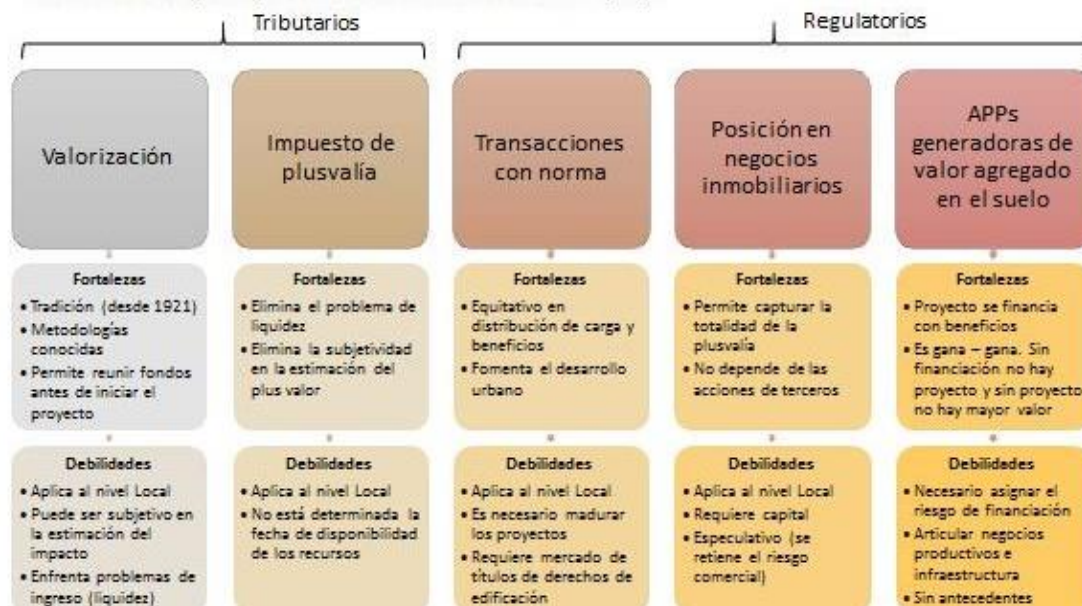 Tributarios
Regulatorios
Valorización
Impuesto de
plusvalía
Transacciones
con norma
Posición en
negocios
inmobiliarios
APPs
generadoras de
valor agregado
en el suelo
Fortalezas
• Tradición (desde 1921)
• Metodologías
conocidas
• Permite reunir fondos
antes de iniciar el
proyecto
Fortalezas
• Elimina el problema de
liquidez
• Elimina la subjetividad
en la estimación del
plus valor
Fortalezas
• Equitativo en
distribución de carga y
beneficios
• Fomenta el desarrollo
urbano
Fortalezas
• Permite capturar la
totalidad de la
plusvalía
• No depende de las
acciones de terceros
Fortalezas
• Proyecto se financia
con beneficios
• Es gana – gana. Sin
financiación no hay
proyecto y sin proyecto
no hay mayor valor
Debilidades
• Aplica al nivel Local
• Puede ser subjetivo en
la estimación del
impacto
• Enfrenta problemas de
ingreso (liquidez)
Debilidades
• Aplica al nivel Local
• No está determinada la
fecha de disponibilidad
de los recursos
Debilidades
• Aplica al nivel Local
• Es necesario madurar
los proyectos
• Requiere mercado de
títulos de derechos de
edificación
Debilidades
• Aplica al nivel Local
• Requiere capital
• Especulativo (se
retiene el riesgo
comercial)
Debilidades
• Necesario asignar el
riesgo de financiación
• Articular negocios
productivos e
infraestructura
• Sin antecedentes